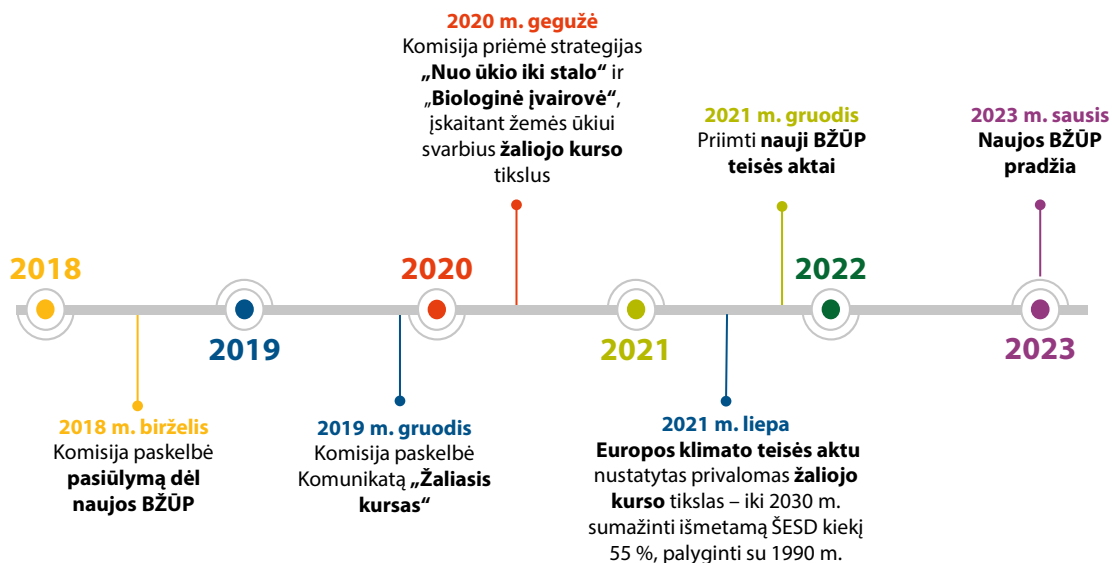 2020 m. gegužė
Komisija priėmė strategijas
„Nuo ūkio iki stalo“ ir
„Biologinė įvairovė“,
įskaitant žemės ūkiui
svarbius žaliojo kurso
tikslus
2021 m. gruodis
Priimti nauji BŽŪP
teisės aktai
2023 m. sausis
Naujos BŽŪP
pradžia
2018
2020
2022
2019
2021
2023
2018 m. birželis
Komisija paskelbė
pasiūlymą dėl
naujos BŽŪP
2019 m. gruodis
Komisija paskelbė
Komunikatą „Žaliasis
kursas“
2021 m. liepa
Europos klimato teisės aktu
nustatytas privalomas žaliojo
kurso tikslas – iki 2030 m.
sumažinti išmetamą ŠESD kiekį
55 %, palyginti su 1990 m.